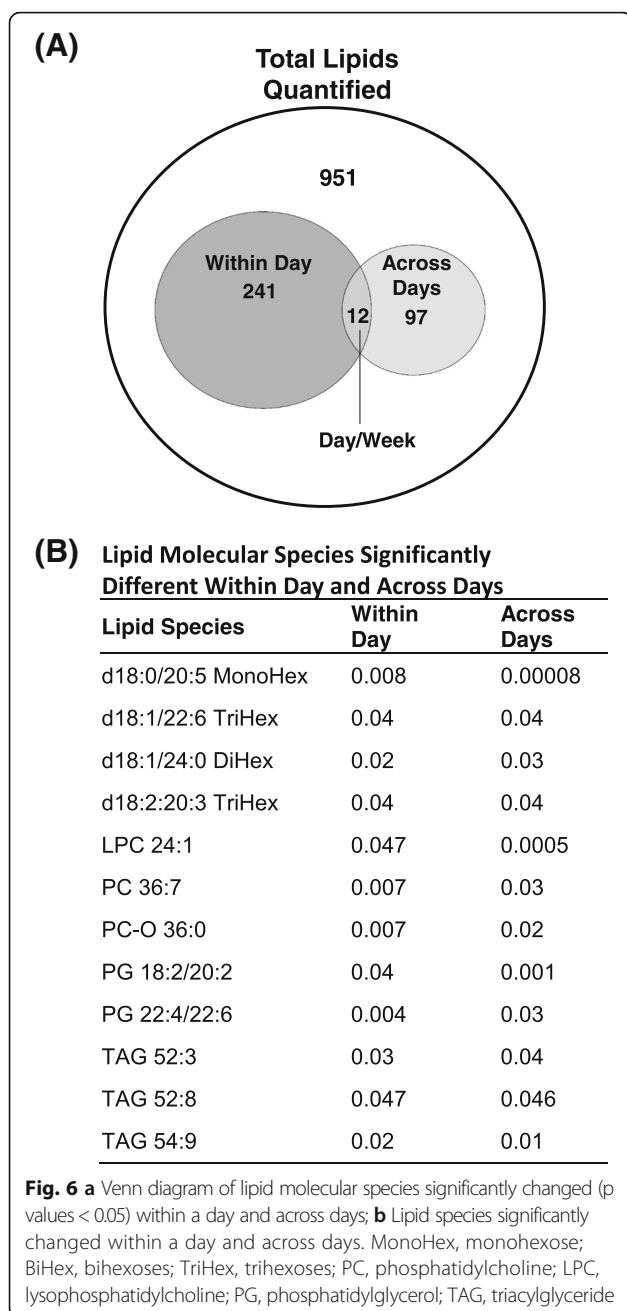 (A)
Total Lipids
Quantified
951
Within Day
241
Across
Days
12
97
Day/Week
(B) Lipid Molecular Species Significantly
Different Within Day and Across Days
Lipid Species Within Day Across Days
d18:0/20:5 MonoHex 0.008 0.00008
d18:1/22:6 TriHex 0.04 0.04
d18:1/24:0 DiHex 0.02 0.03
d18:2:20:3 TriHex 0.04 0.04
LPC 24:1 0.047 0.0005
PC 36:7 0.007 0.03
PC-O 36:0 0.007 0.02
PG 18:2/20:2 0.04 0.001
PG 22:4/22:6 0.004 0.03
TAG 52:3 0.03 0.04
TAG 52:8 0.047 0.046
TAG 54:9 0.02 0.01
Fig. 6 a Venn diagram of lipid molecular species significantly changed (p
values < 0.05) within a day and across days; b Lipid species significantly
changed within a day and across days. MonoHex, monohexose;
BiHex, bihexoses; TriHex, trihexoses; PC, phosphatidylcholine; LPC,
lysophosphatidylcholine; PG, phosphatidylglycerol; TAG, triacylglyceride